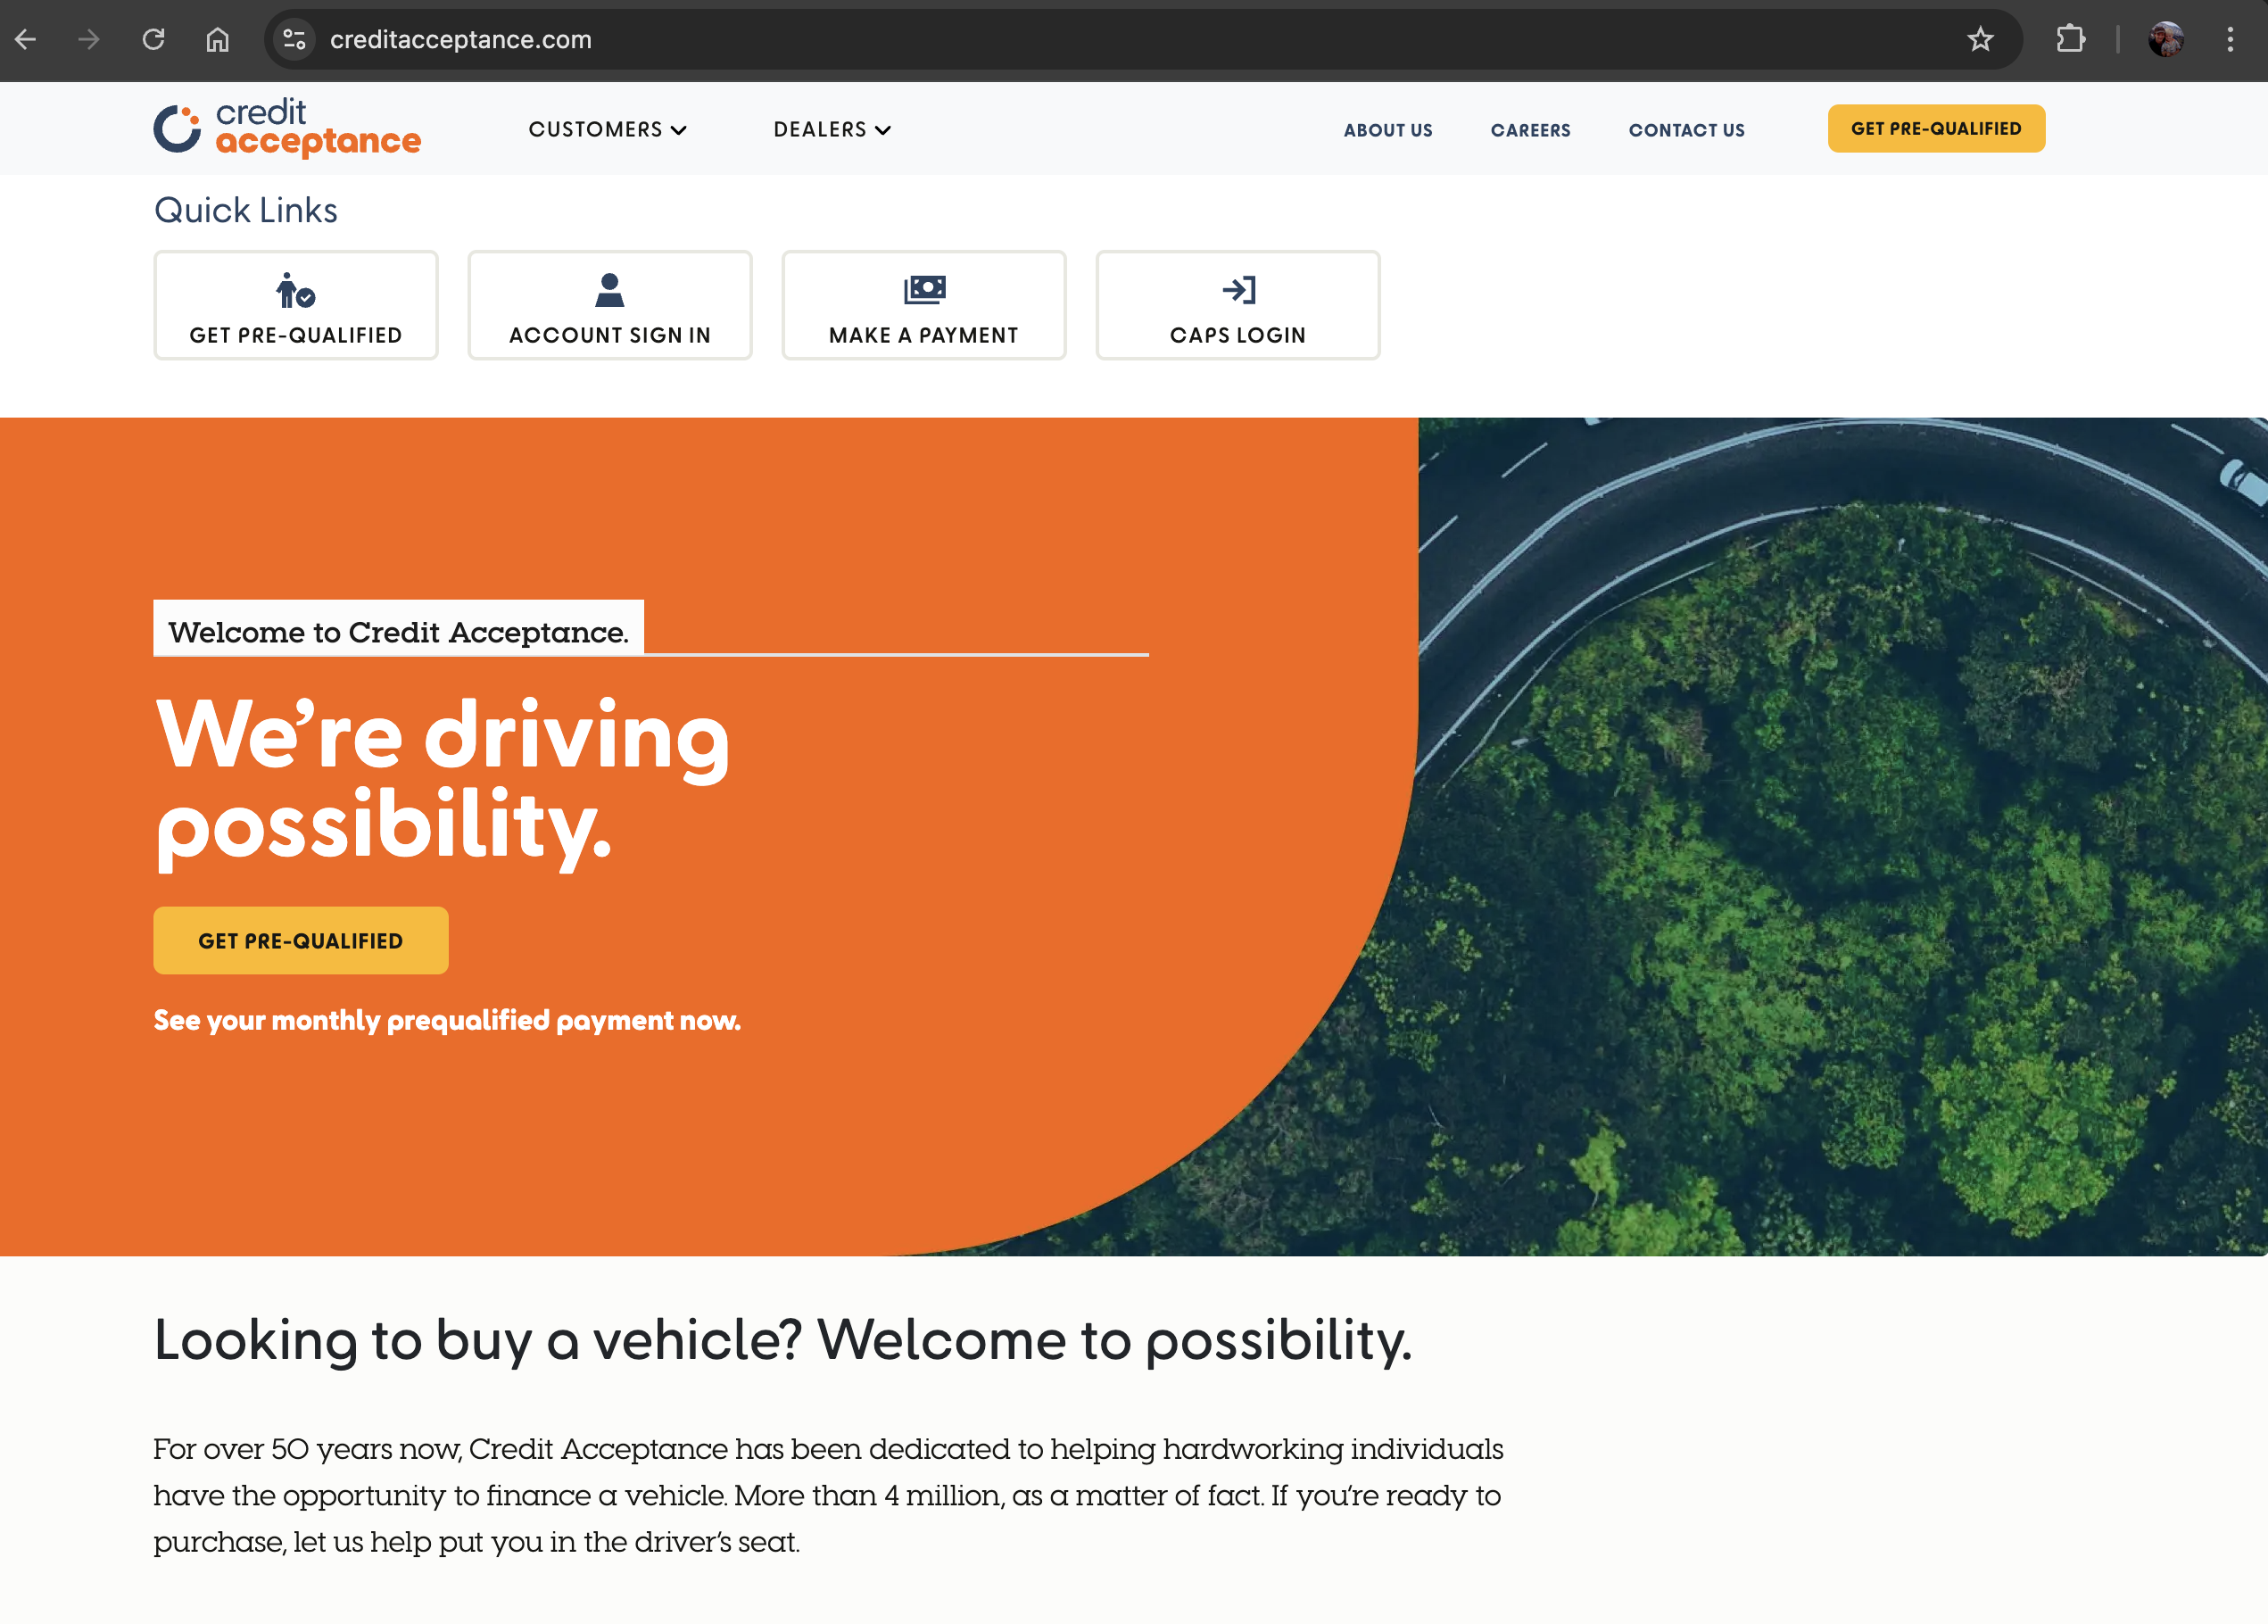 creditacceptance.com
credit
acceptance
CUSTOMERS
DEALERS
ABOUT US
CAREERS
CONTACT US
GET PRE-QUALIFIED
Quick Links
GET PRE-QUALIFIED
ACCOUNT SIGN IN
MAKE A PAYMENT
CAPS LOGIN
Welcome to Credit Acceptance.
We’re driving
possibility.
GET PRE-QUALIFIED
See your monthly prequalified payment now.
Looking to buy a vehicle? Welcome to possibility.
For over 50 years now, Credit Acceptance has been dedicated to helping hardworking individuals
have the opportunity to finance a vehicle. More than 4 million, as a matter of fact. If you’re ready to
purchase, let us help put you in the driver’s seat.